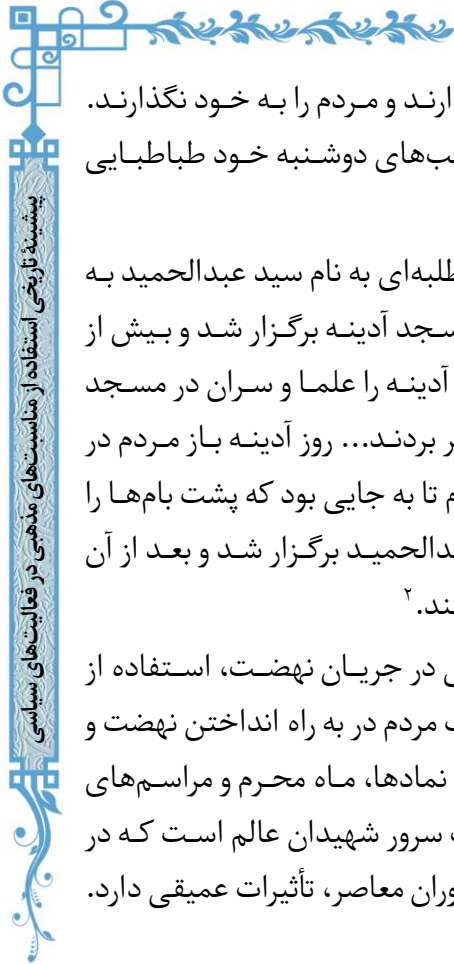 ارند و مردم را به خود نگذارند.
ب‌های دوشنبه خود طباطبایی
طلبه‌ای به نام سید عبدالحمید به
سجد آدینه برگزار شد و بیش از
آدینه را علما و سران در مسجد
ر بردند... روز آدینه باز مردم در
م تا به جایی بود که پشت بام‌ها را
دالحمید برگزار شد و بعد از آن
ند.۲
ی در جریان نهضت، استفاده از
ت مردم در به راه انداختن نهضت و
نمادها، ماه محرم و مراسم‌های
ت سرور شهیدان عالم است که در
وران معاصر، تأثیرات عمیقی دارد.
پیشینهٔ تاریخی استفاده از مناسبت‌های مذهبی در فعالیت‌های سیاسی